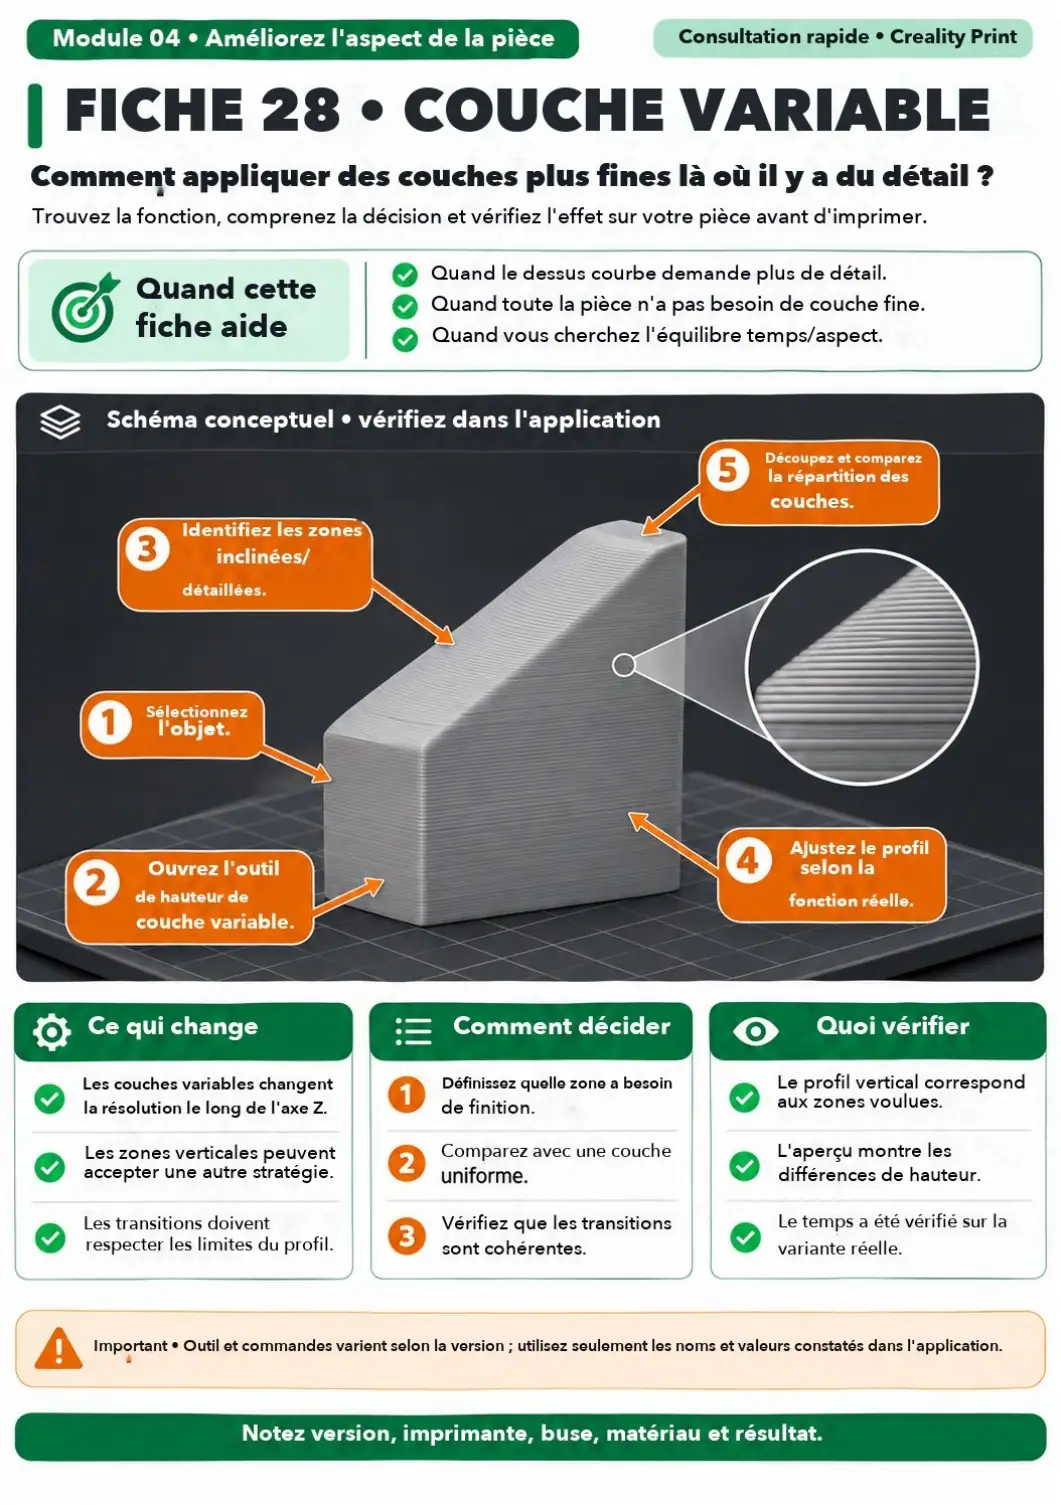 Module 04 • Améliorez l'aspect de la pièce
Consultation rapide • Creality Print
FICHE 28 • COUCHE VARIABLE
Comment appliquer des couches plus fines là où il y a du détail ?
Trouvez la fonction, comprenez la décision et vérifiez l'effet sur votre pièce avant d'imprimer.
Quand cette
fiche aide
Quand le dessus courbe demande plus de détail.
Quand toute la pièce n'a pas besoin de couche fine.
Quand vous cherchez l'équilibre temps/aspect.
Schéma conceptuel • vérifiez dans l'application
5
Découpez et comparez
la répartition des
couches.
3
Identifiez les zones
inclinées/
détaillées.
1
Sélectionnez
l'objet.
2
Ouvrez l'outil
de hauteur de
couche variable.
4
Ajustez le profil
selon la
fonction réelle.
Ce qui change
Les couches variables changent
la résolution le long de l'axe Z.
Les zones verticales peuvent
accepter une autre stratégie.
Les transitions doivent
respecter les limites du profil.
Comment décider
1
Définissez quelle zone a besoin
de finition.
2
Comparez avec une couche
uniforme.
3
Vérifiez que les transitions
sont cohérentes.
Quoi vérifier
Le profil vertical correspond
aux zones voulues.
L'aperçu montre les
différences de hauteur.
Le temps a été vérifié sur la
variante réelle.
Important • Outil et commandes varient selon la version ; utilisez seulement les noms et valeurs constatés dans l'application.
Notez version, imprimante, buse, matériau et résultat.